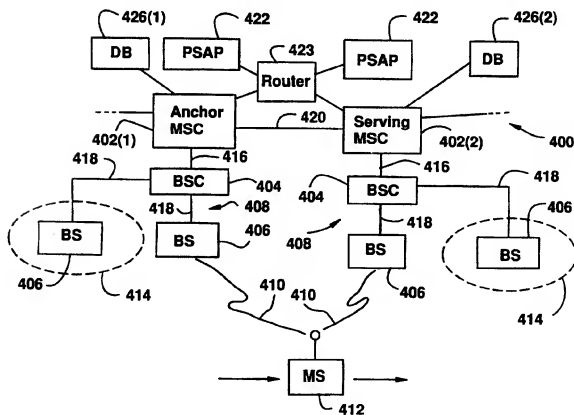 426(1)
422
422
426(2)
423
DB
PSAP
Router
PSAP
DB
Anchor
MSC
Serving
MSC
402(1)
420
402(2)
400
418
416
416
418
BSC
404
404
BSC
418
408
418
406
BS
BS
406
408
BS
BS
406
414
406
410
410
414
MS
412